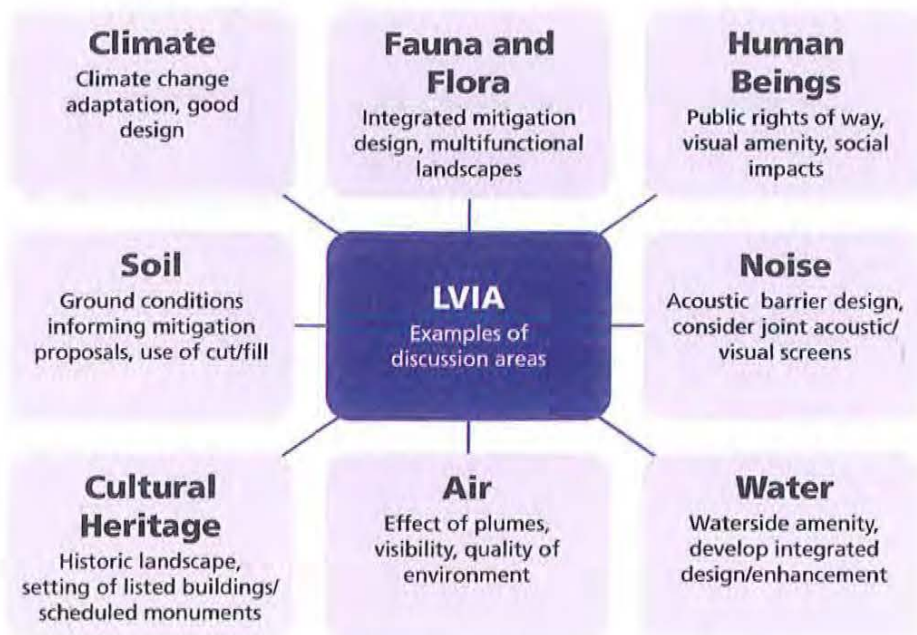 Climate
Climate change
adaptation, good
design
Fauna and
Flora
Integrated mitigation
design, multifunctional
landscapes
Human
Beings
Public rights of way,
visual amenity, social
impacts
Soil
Ground conditions
informing mitigation
proposals, use of cut/fill
LVIA
Examples of
discussion areas
Noise
Acoustic barrier design,
consider joint acoustic/
visual screens
Cultural
Heritage
Historic landscape,
setting of listed buildings/
scheduled monuments
Air
Effect of plumes,
visibility, quality of
environment
Water
Waterside amenity,
develop integrated
design/enhancement